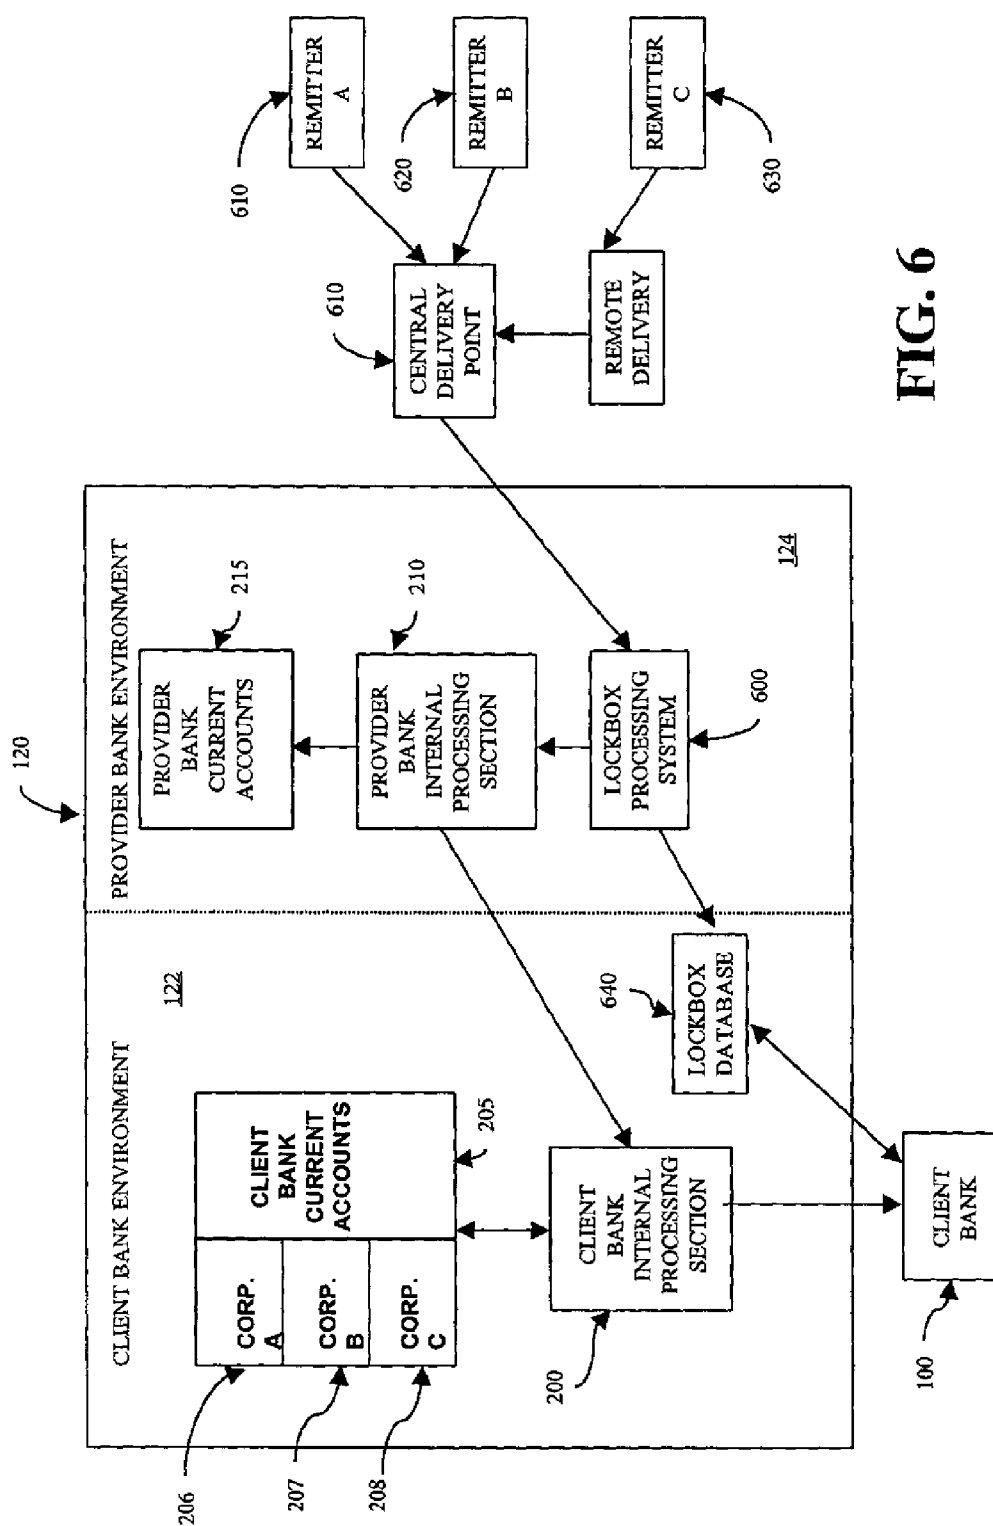 120
CLIENT BANK ENVIRONMENT
PROVIDER BANK ENVIRONMENT
122
206
207
208
CORP.
A
CORP.
B
CORP.
C
CLIENT
BANK
CURRENT
ACCOUNTS
205
PROVIDER
BANK
CURRENT
ACCOUNTS
215
PROVIDER
BANK
INTERNAL
PROCESSING
SECTION
210
200
CLIENT
BANK
INTERNAL
PROCESSING
SECTION
640
LOCKBOX
DATABASE
LOCKBOX
PROCESSING
SYSTEM
600
124
100
CLIENT
BANK
610
CENTRAL
DELIVERY
POINT
REMOTE
DELIVERY
610
REMITTER
A
620
REMITTER
B
REMITTER
C
630
FIG. 6